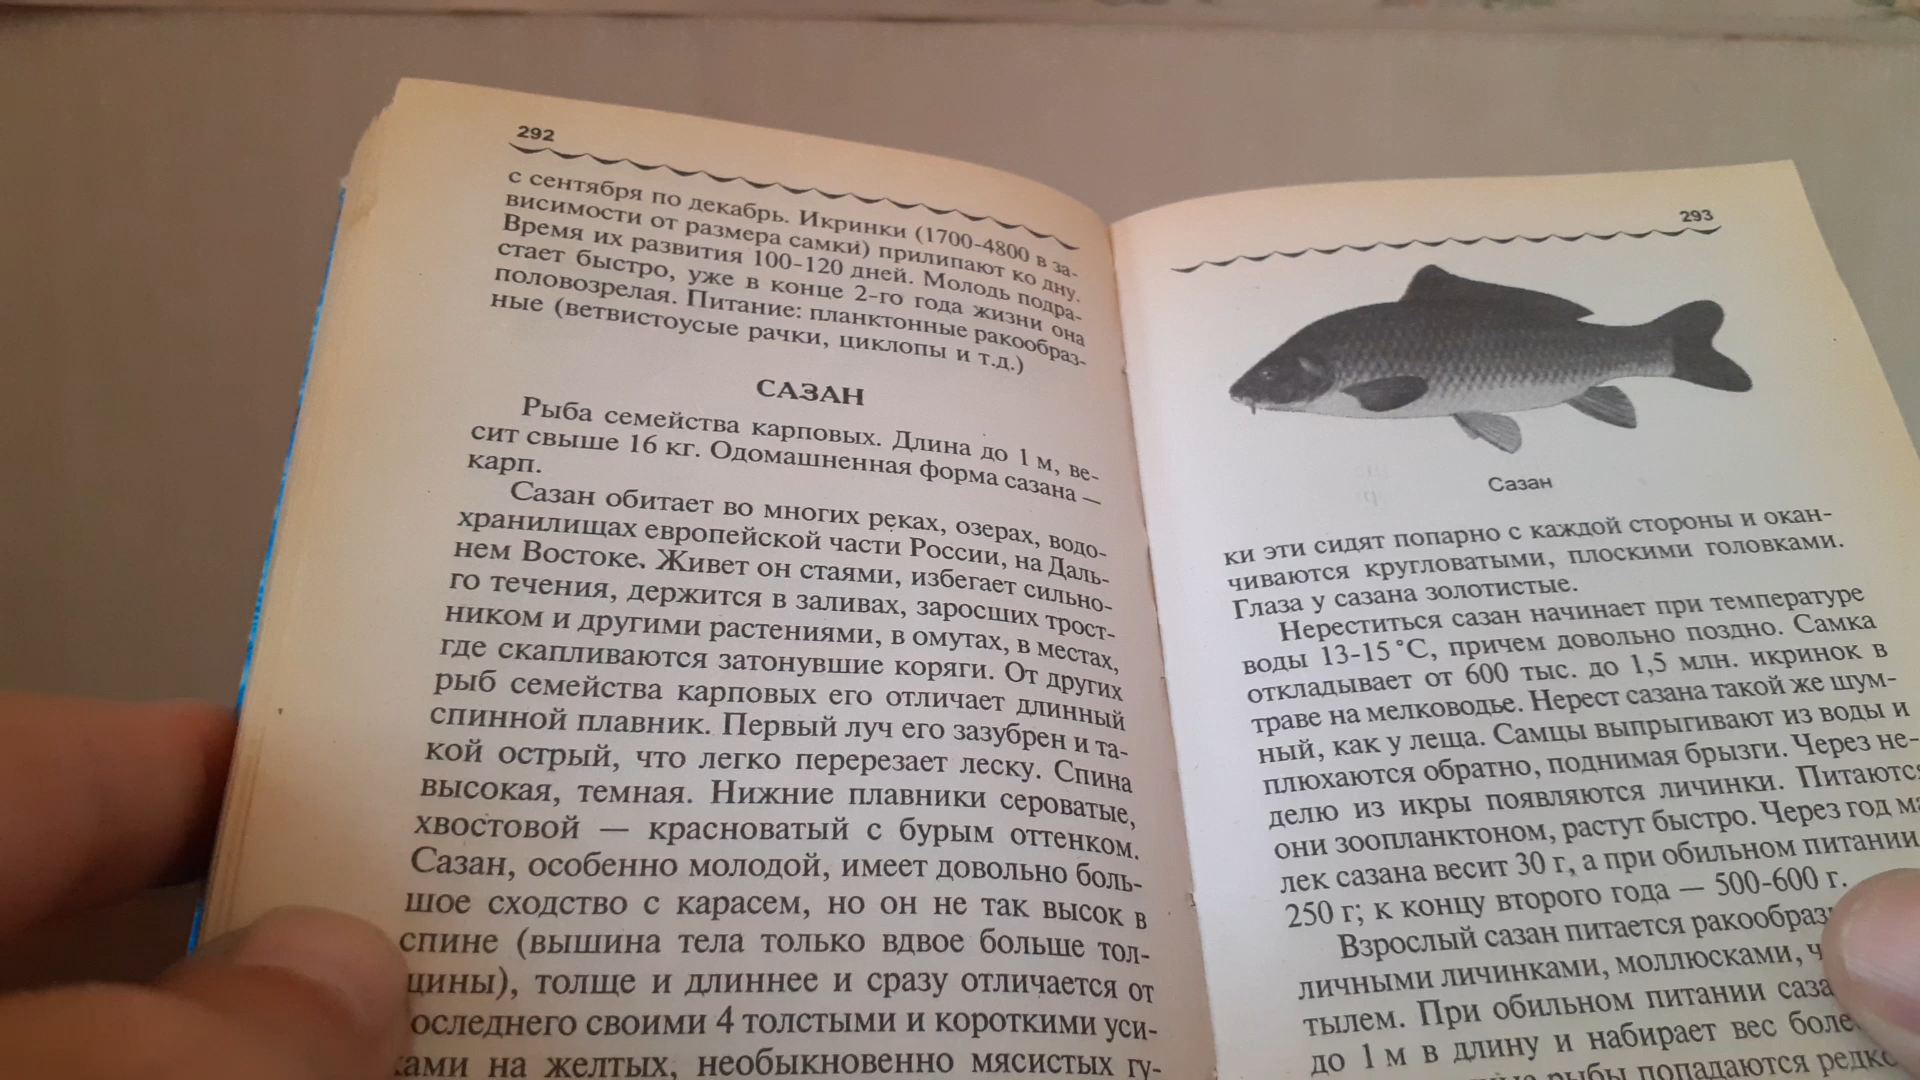 292
с сентября по декабрь. Икринки (1700-4800 в за-
висимости от размера самки) прилипают ко дну.
Время их развития 100-120 дней. Молодь подра-
стает быстро, уже в конце 2-го года жизни она
половозрелая. Питание: планктонные ракообраз-
ные (ветвистоусые рачки, циклопы и т.д.)
САЗАН
Рыба семейства карповых. Длина до 1 м, ве-
сит свыше 16 кг. Одомашненная форма сазана —
карп.
Сазан обитает во многих реках, озерах, водо-
хранилищах европейской части России, на Даль-
нем Востоке. Живет он стаями, избегает сильно-
го течения, держится в заливах, заросших трост-
ником и другими растениями, в омутах, в местах,
где скапливаются затонувшие коряги. От других
рыб семейства карповых его отличает длинный
спинной плавник. Первый луч его зазубрен и та-
кой острый, что легко перерезает леску. Спина
высокая, темная. Нижние плавники сероватые,
хвостовой — красноватый с бурым оттенком.
Сазан, особенно молодой, имеет довольно боль-
шое сходство с карасем, но он не так высок в
спине (вышина тела только вдвое больше тол-
щины), толще и длиннее и сразу отличается от
оследнего своими 4 толстыми и короткими уси-
ками на желтых, необыкновенно мясистых гу-
293
Сазан
ки эти сидят попарно с каждой стороны и окан-
чиваются кругловатыми, плоскими головками.
Глаза у сазана золотистые.
Нереститься сазан начинает при температуре
воды 13-15°С, причем довольно поздно. Самка
откладывает от 600 тыс. до 1,5 млн. икринок в
траве на мелководье. Нерест сазана такой же шум-
ный, как у леща. Самцы выпрыгивают из воды и
плюхаются обратно, поднимая брызги. Через не-
делю из икры появляются личинки. Питаются
они зоопланктоном, растут быстро. Через год ма
лек сазана весит 30 г, а при обильном питании
250 г; к концу второго года — 500-600 г.
Взрослый сазан питается ракообраз
личными личинками, моллюсками, ч
тылем. При обильном питании саза
до 1 м в длину и набирает вес боле
рыбы попадаются редко